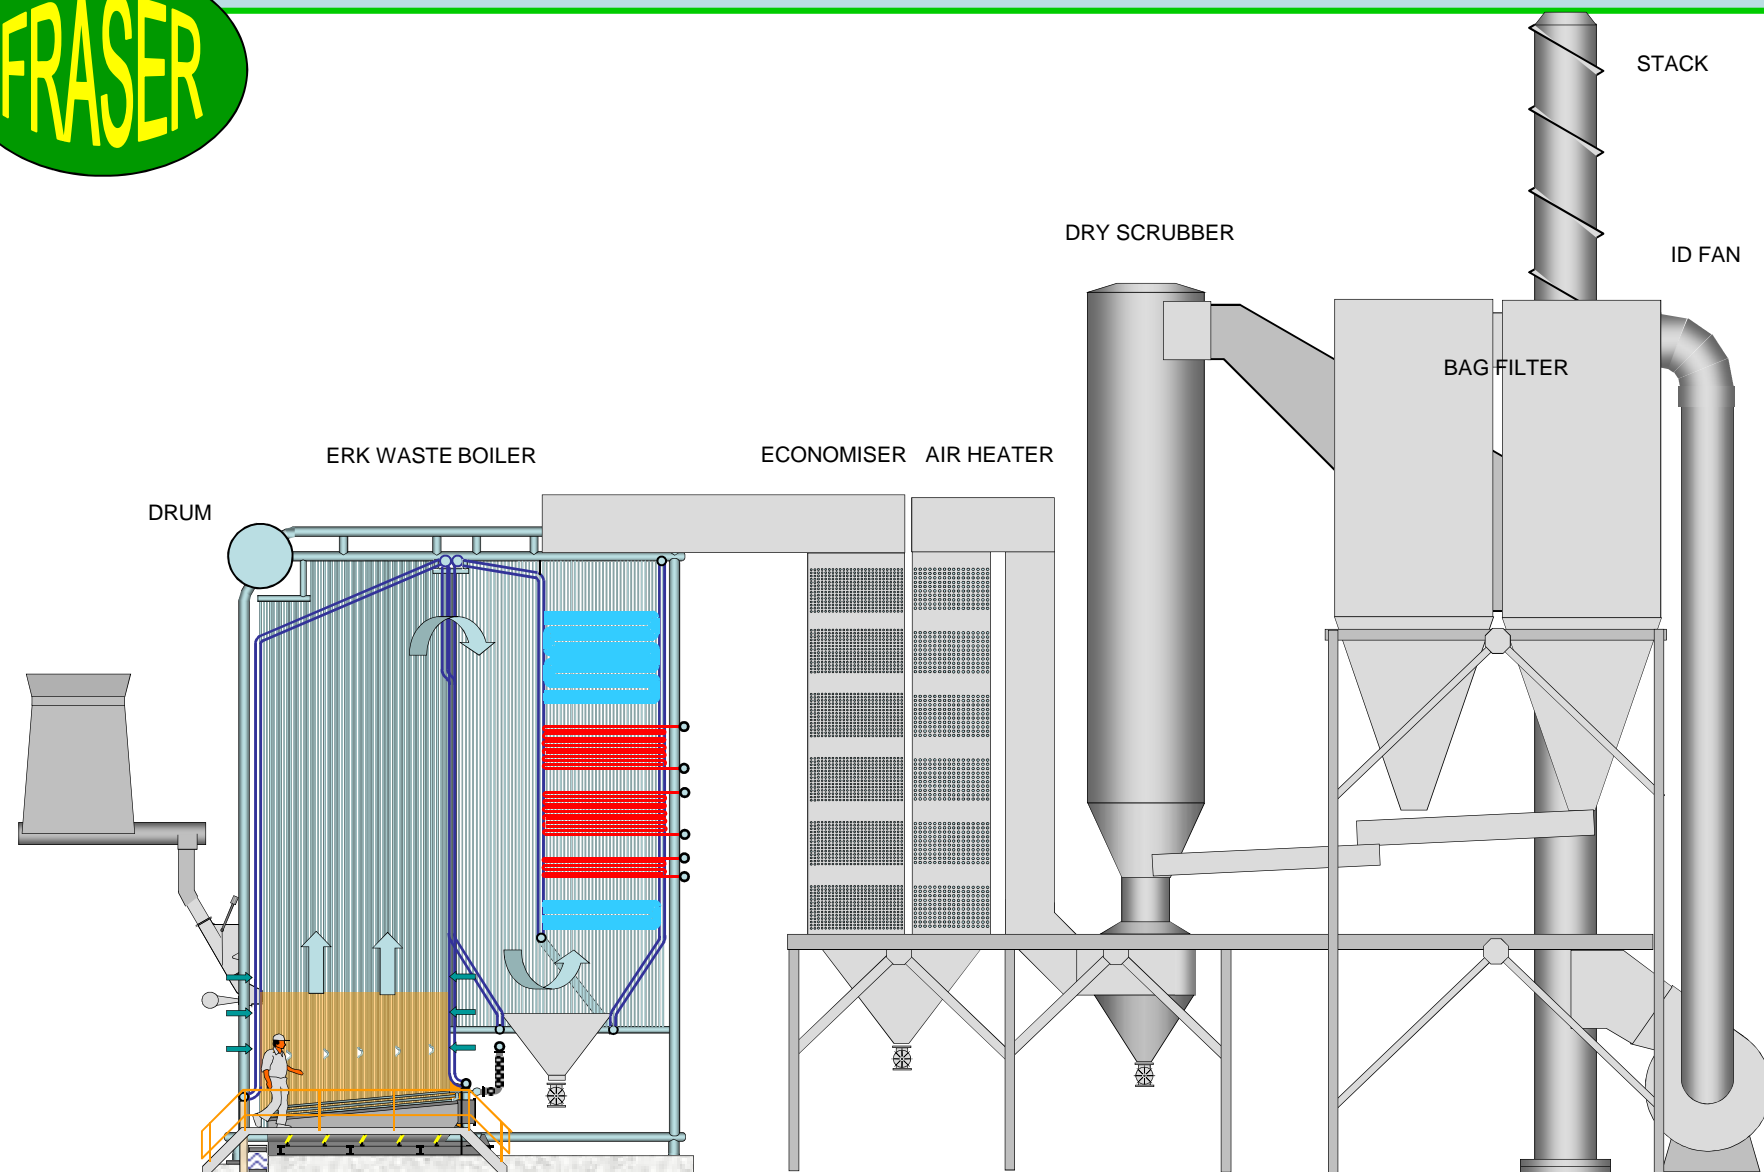 FRASER
STACK
DRY SCRUBBER
ID FAN
BAG FILTER
ERK WASTE BOILER
ECONOMISER
AIR HEATER
DRUM